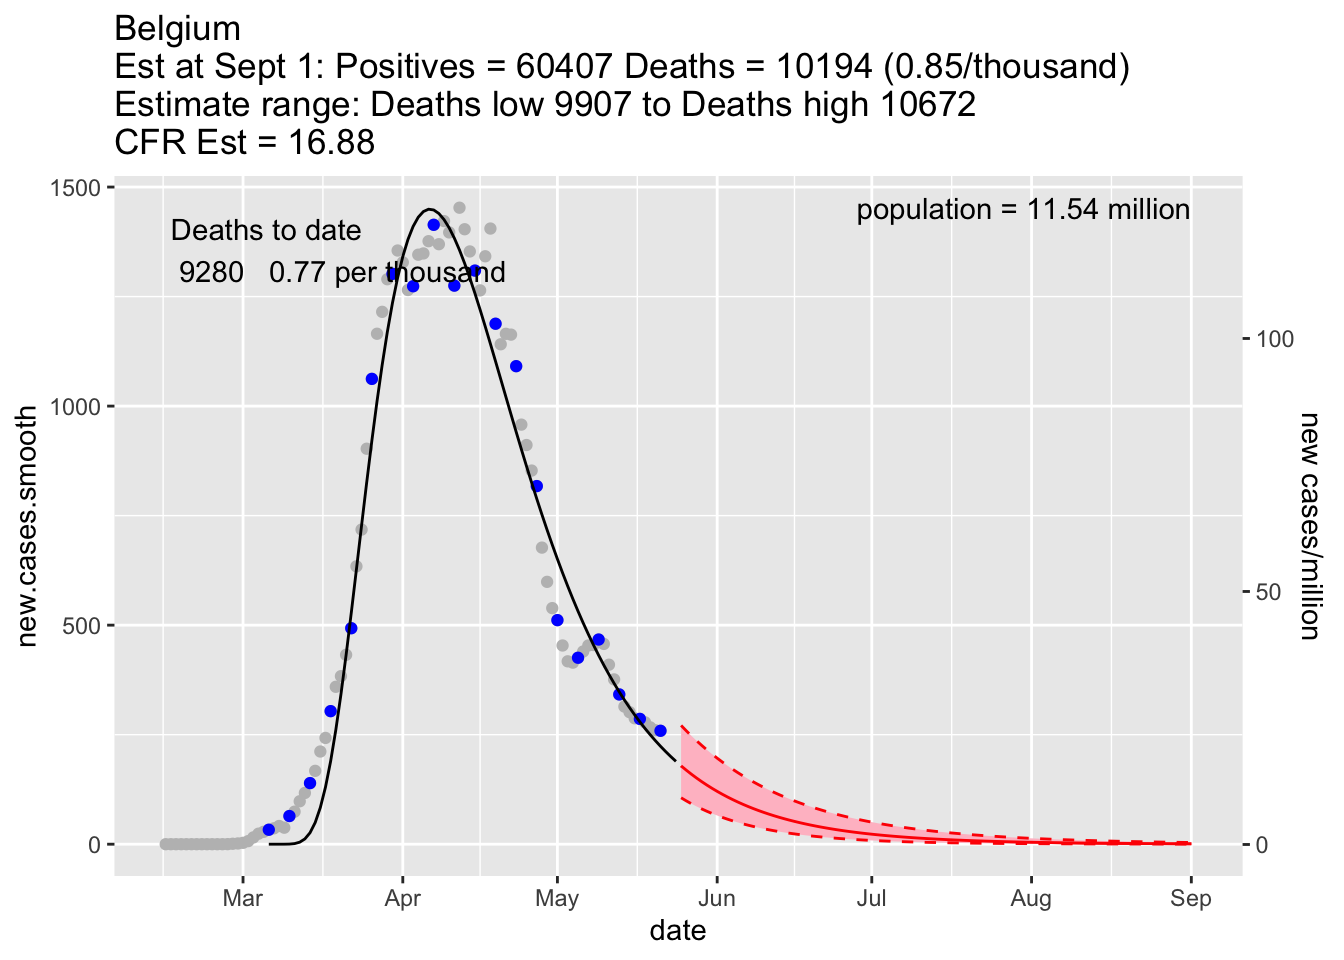 Belgium
Est at Sept 1: Positives = 60407 Deaths = 10194 (0.85/thousand)
Estimate range: Deaths low 9907 to Deaths high 10672
CFR Est = 16.88
1500
1000
500
0
new.cases.smooth
Deaths to date
9280 0.77 per thousand
population = 11.54 million
100
50
0
new cases/million
Mar Apr May Jun Jul Aug Sep
date